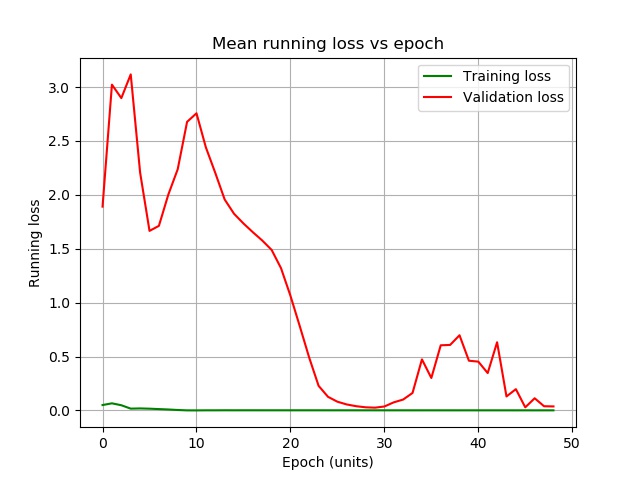 Mean running loss vs epoch
Training loss
Validation loss
Running loss
3.0
2.5
2.0
1.5
1.0
0.5
0.0
0 10 20 30 40 50
Epoch (units)